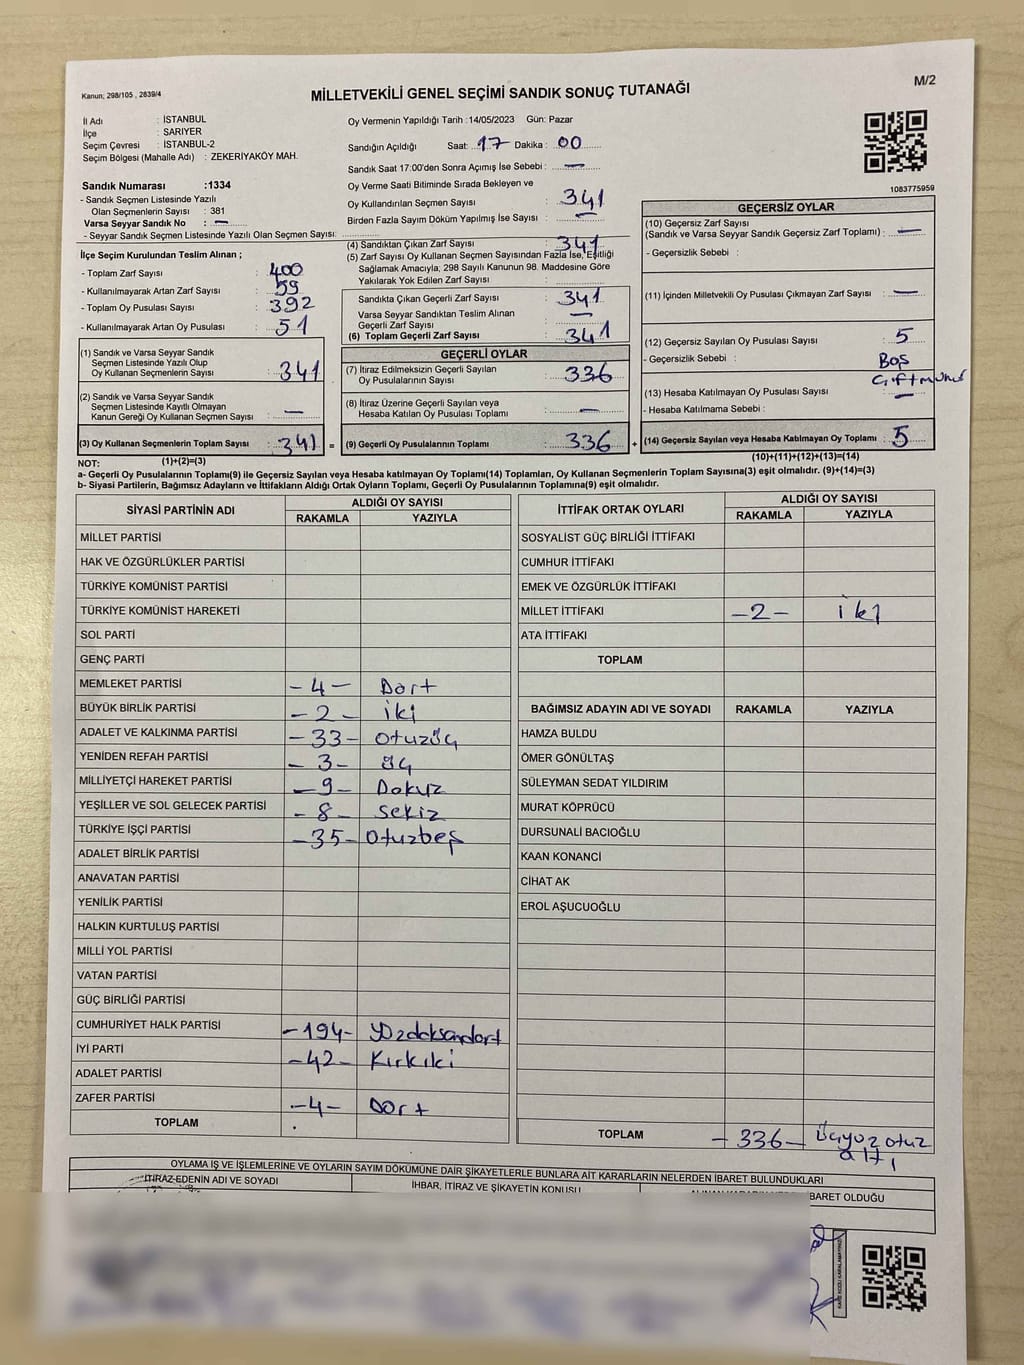 M/2
Kanun; 298/105 , 2839/4
MİLLETVEKİLİ GENEL SEÇİMİ SANDIK SONUÇ TUTANAĞI
İl Adı : İSTANBUL
İlçe : SARIYER
Seçim Çevresi : İSTANBUL-2
Seçim Bölgesi (Mahalle Adı) : ZEKERİYAKÖY MAH.
Sandık Numarası :1334
- Sandık Seçmen Listesinde Yazılı
Olan Seçmenlerin Sayısı : 381
Varsa Seyyar Sandık No : —
- Seyyar Sandık Seçmen Listesinde Yazılı Olan Seçmen Sayısı:
Oy Vermenin Yapıldığı Tarih :14/05/2023 Gün: Pazar
Sandığın Açıldığı Saat: 17 Dakika : 00
Sandık Saat 17:00'den Sonra Açımış İse Sebebi : —
Oy Verme Saati Bitiminde Sırada Bekleyen ve
Oy Kullandırılan Seçmen Sayısı : 341
Birden Fazla Sayım Döküm Yapılmış İse Sayısı : —
1083775959
İlçe Seçim Kurulundan Teslim Alınan ;
- Toplam Zarf Sayısı : 400
- Kullanılmayarak Artan Zarf Sayısı : 59
- Toplam Oy Pusulası Sayısı : 392
- Kullanılmayarak Artan Oy Pusulası : 51
(1) Sandık ve Varsa Seyyar Sandık
Seçmen Listesinde Yazılı Olup
Oy Kullanan Seçmenlerin Sayısı : 341
(2) Sandık ve Varsa Seyyar Sandık
Seçmen Listesinde Kayıtlı Olmayan
Kanun Gereği Oy Kullanan Seçmen Sayısı : —
(3) Oy Kullanan Seçmenlerin Toplam Sayısı : 341 =
(4) Sandıktan Çıkan Zarf Sayısı : 341
(5) Zarf Sayısı Oy Kullanan Seçmen Sayısından Fazla İse, Eşitliği
Sağlamak Amacıyla; 298 Sayılı Kanunun 98. Maddesine Göre
Yakılarak Yok Edilen Zarf Sayısı :
Sandıkta Çıkan Geçerli Zarf Sayısı : 341
Varsa Seyyar Sandıktan Teslim Alınan
Geçerli Zarf Sayısı : —
(6) Toplam Geçerli Zarf Sayısı : 341
GEÇERLİ OYLAR
(7) İtiraz Edilmeksizin Geçerli Sayılan
Oy Pusulalarının Sayısı : 336
(8) İtiraz Üzerine Geçerli Sayılan veya
Hesaba Katılan Oy Pusulası Toplamı : —
(9) Geçerli Oy Pusulalarının Toplamı : 336 +
GEÇERSİZ OYLAR
(10) Geçersiz Zarf Sayısı
(Sandık ve Varsa Seyyar Sandık Geçersiz Zarf Toplamı) : —
- Geçersizlik Sebebi :
(11) İçinden Milletvekili Oy Pusulası Çıkmayan Zarf Sayısı : —
(12) Geçersiz Sayılan Oy Pusulası Sayısı : 5
- Geçersizlik Sebebi : Boş
Çiftmühür
(13) Hesaba Katılmayan Oy Pusulası Sayısı : —
- Hesaba Katılmama Sebebi :
(14) Geçersiz Sayılan veya Hesaba Katılmayan Oy Toplamı : 5
(10)+(11)+(12)+(13)=(14)
NOT: (1)+(2)=(3)
a- Geçerli Oy Pusulalarının Toplamı(9) ile Geçersiz Sayılan veya Hesaba katılmayan Oy Toplamı(14) Toplamları, Oy Kullanan Seçmenlerin Toplam Sayısına(3) eşit olmalıdır. (9)+(14)=(3)
b- Siyasi Partilerin, Bağımsız Adayların ve İttifakların Aldığı Ortak Oyların Toplamı, Geçerli Oy Pusulalarının Toplamına(9) eşit olmalıdır.
SİYASİ PARTİNİN ADI ALDIĞI OY SAYISI
RAKAMLA YAZIYLA
MİLLET PARTİSİ
HAK VE ÖZGÜRLÜKLER PARTİSİ
TÜRKİYE KOMÜNİST PARTİSİ
TÜRKİYE KOMÜNİST HAREKETİ
SOL PARTİ
GENÇ PARTİ
MEMLEKET PARTİSİ -4- Dört
BÜYÜK BİRLİK PARTİSİ -2- iki
ADALET VE KALKINMA PARTİSİ -33- otuzüç
YENİDEN REFAH PARTİSİ -3- üç
MİLLİYETÇİ HAREKET PARTİSİ -9- Dokuz
YEŞİLLER VE SOL GELECEK PARTİSİ -8- sekiz
TÜRKİYE İŞÇİ PARTİSİ -35- Otuzbeş
ADALET BİRLİK PARTİSİ
ANAVATAN PARTİSİ
YENİLİK PARTİSİ
HALKIN KURTULUŞ PARTİSİ
MİLLİ YOL PARTİSİ
VATAN PARTİSİ
GÜÇ BİRLİĞİ PARTİSİ
CUMHURİYET HALK PARTİSİ -194- Yüzdoksandört
İYİ PARTİ -42- Kırkiki
ADALET PARTİSİ
ZAFER PARTİSİ -4- Dört
TOPLAM
İTTİFAK ORTAK OYLARI ALDIĞI OY SAYISI
RAKAMLA YAZIYLA
SOSYALİST GÜÇ BİRLİĞİ İTTİFAKI
CUMHUR İTTİFAKI
EMEK VE ÖZGÜRLÜK İTTİFAKI
MİLLET İTTİFAKI -2- iki
ATA İTTİFAKI
TOPLAM
BAĞIMSIZ ADAYIN ADI VE SOYADI RAKAMLA YAZIYLA
HAMZA BULDU
ÖMER GÖNÜLTAŞ
SÜLEYMAN SEDAT YILDIRIM
MURAT KÖPRÜCÜ
DURSUNALİ BACIOĞLU
KAAN KONANCİ
CİHAT AK
EROL AŞUCUOĞLU
TOPLAM -336- üçyüz otuz
altı
OYLAMA İŞ VE İŞLEMLERİNE VE OYLARIN SAYIM DÖKÜMÜNE DAİR ŞİKAYETLERLE BUNLARA AİT KARARLARIN NELERDEN İBARET BULUNDUKLARI
İTİRAZ EDENİN ADI VE SOYADI
İHBAR, İTİRAZ VE ŞİKAYETİN KONUSU
İBARET OLDUĞU